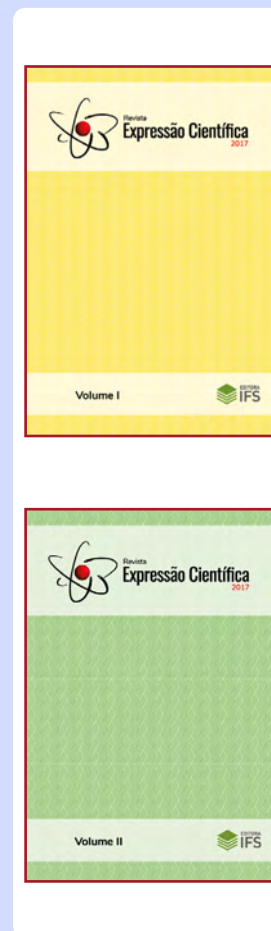 Revista
Expressão Científica
2017
Volume I
EDITORA
IFS
Revista
Expressão Científica
2017
Volume II
EDITORA
IFS